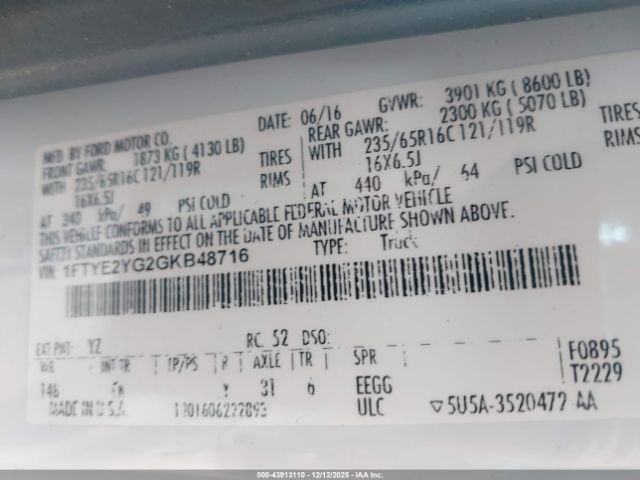 MFD. BY FORD MOTOR CO.
DATE: 06/16 GVWR: 3901 KG ( 8600 LB)
FRONT GAWR: 1873 KG ( 4130 LB) REAR GAWR: 2300 KG ( 5070 LB)
WITH 235/65R16C 121/119R TIRES WITH 235/65R16C 121/119R TIRES
16X6.5J RIMS 16X6.5J RIMS
AT 340 kPa/ 49 PSI COLD AT 440 kPa/ 64 PSI COLD
THIS VEHICLE CONFORMS TO ALL APPLICABLE FEDERAL MOTOR VEHICLE
SAFETY STANDARDS IN EFFECT ON THE DATE OF MANUFACTURE SHOWN ABOVE.
VIN: 1FTYE2YG2GKB48716 TYPE: Truck
EXT PNT: YZ RC: 52 DSO:
WB INT TR TP/PS R AXLE TR SPR F0895
148 Y 31 6 EEGG T2229
MADE IN U.S.A. ULC ▽5U5A-3520472-AA
000-43913110 - 12/12/2025 - IAA Inc.